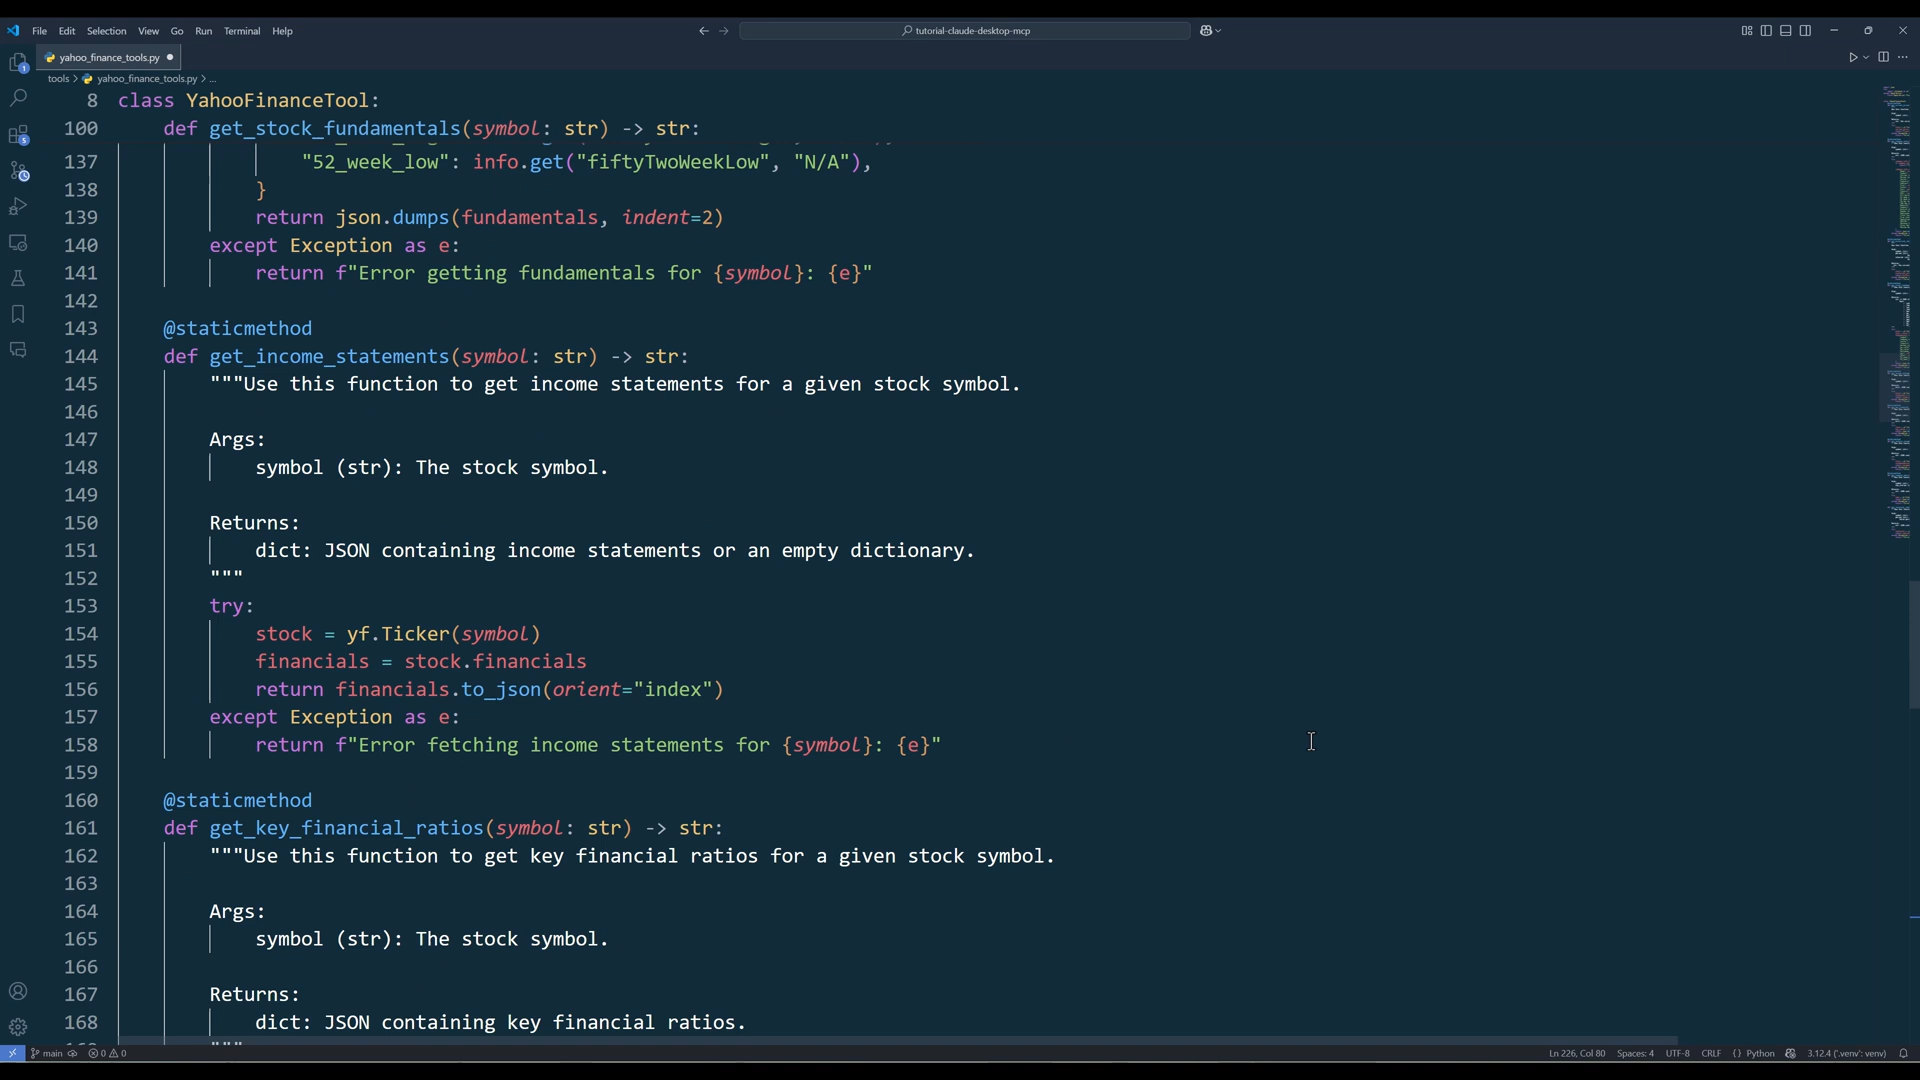 File Edit Selection View Go Run Terminal Help
tutorial-claude-desktop-mcp
yahoo_finance_tools.py
tools > yahoo_finance_tools.py > ...
8 class YahooFinanceTool:
100 def get_stock_fundamentals(symbol: str) -> str:
137 "52_week_low": info.get("fiftyTwoWeekLow", "N/A"),
138 }
139 return json.dumps(fundamentals, indent=2)
140 except Exception as e:
141 return f"Error getting fundamentals for {symbol}: {e}"
142
143 @staticmethod
144 def get_income_statements(symbol: str) -> str:
145 """Use this function to get income statements for a given stock symbol.
146
147 Args:
148 symbol (str): The stock symbol.
149
150 Returns:
151 dict: JSON containing income statements or an empty dictionary.
152 """
153 try:
154 stock = yf.Ticker(symbol)
155 financials = stock.financials
156 return financials.to_json(orient="index")
157 except Exception as e:
158 return f"Error fetching income statements for {symbol}: {e}"
159
160 @staticmethod
161 def get_key_financial_ratios(symbol: str) -> str:
162 """Use this function to get key financial ratios for a given stock symbol.
163
164 Args:
165 symbol (str): The stock symbol.
166
167 Returns:
168 dict: JSON containing key financial ratios.
main 0 0 Ln 226, Col 80 Spaces: 4 UTF-8 CRLF {} Python 3.12.4 ('.venv': venv)